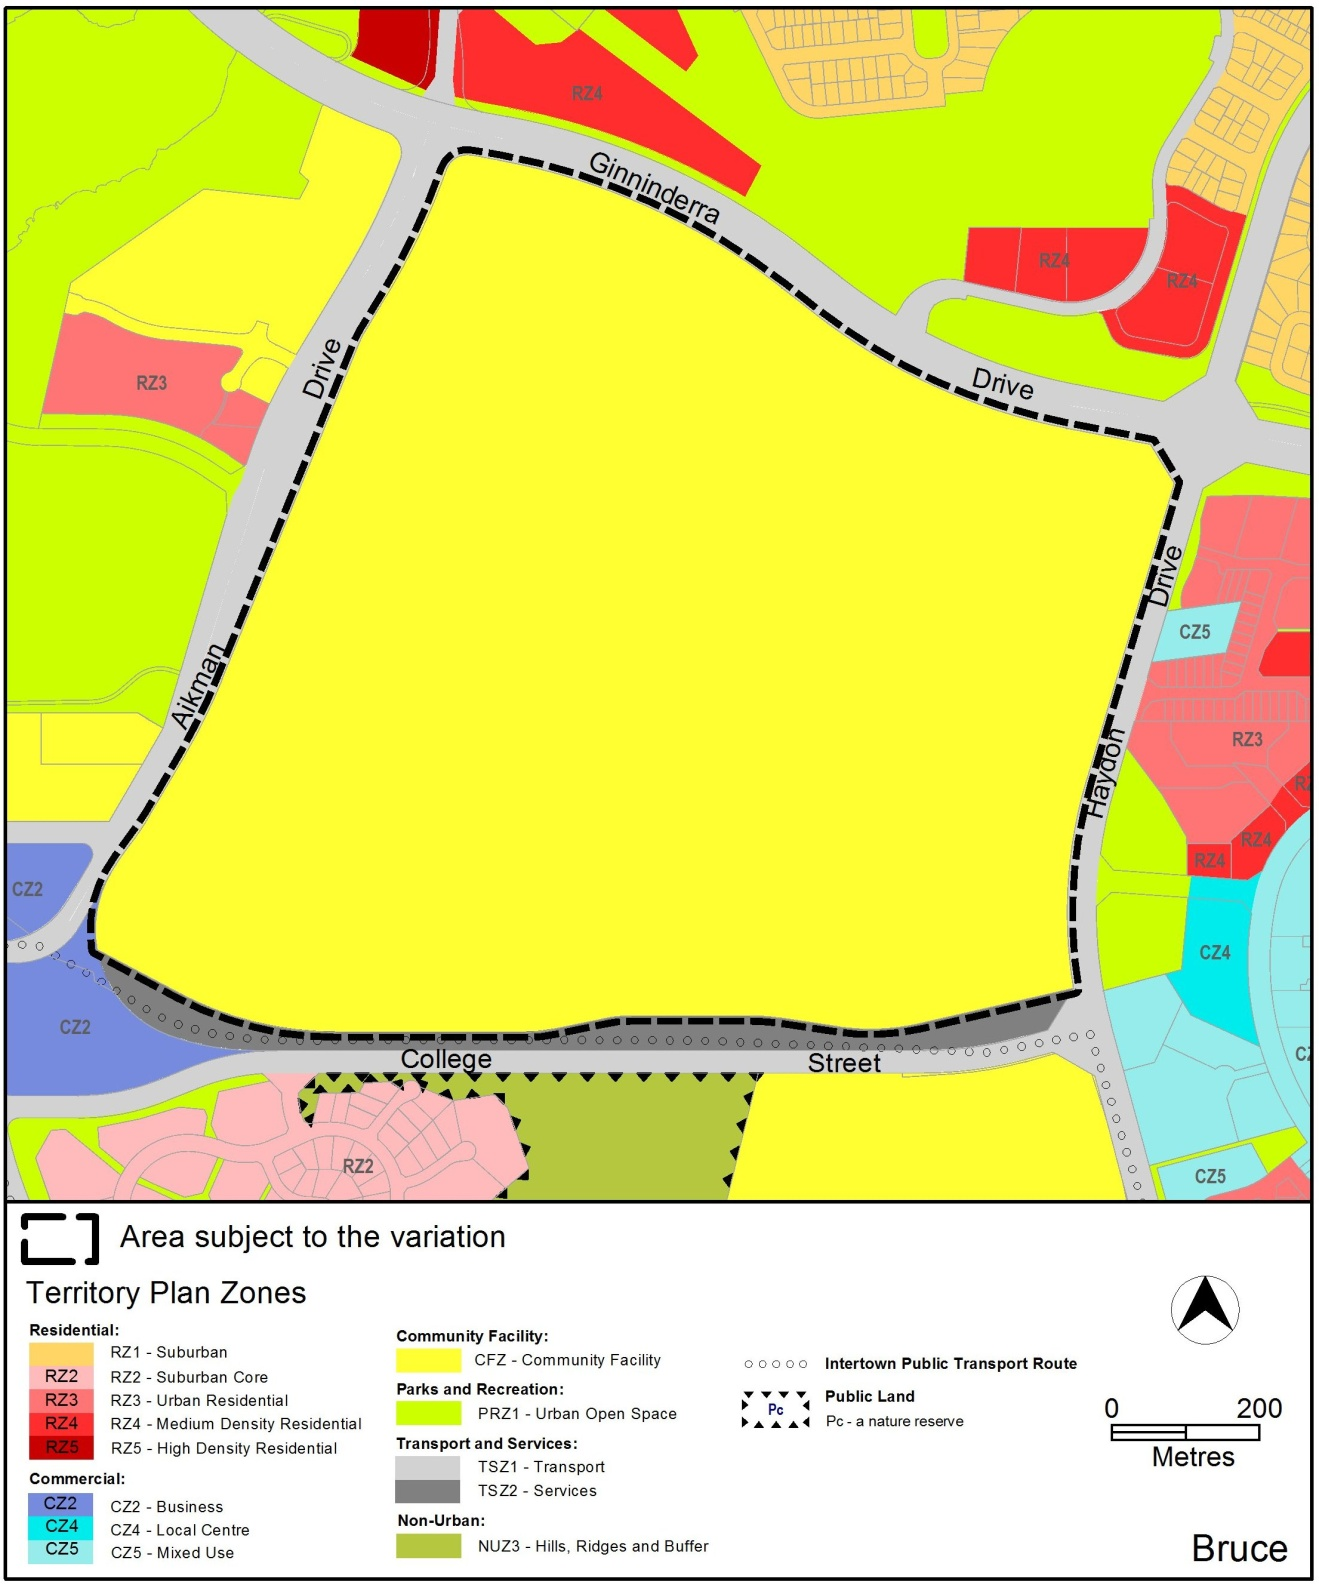 RZ4
Ginninderra
RZ4
RZ4
Drive
RZ3
Drive
Drive
CZ5
Aikman
RZ3
Haydon
RZ4
RZ4
CZ2
CZ4
CZ2
College
Street
RZ2
CZ5
Area subject to the variation
Territory Plan Zones
Residential:
RZ1 - Suburban
RZ2 RZ2 - Suburban Core
RZ3 RZ3 - Urban Residential
RZ4 RZ4 - Medium Density Residential
RZ5 RZ5 - High Density Residential
Commercial:
CZ2 CZ2 - Business
CZ4 CZ4 - Local Centre
CZ5 CZ5 - Mixed Use
Community Facility:
CFZ - Community Facility
Parks and Recreation:
PRZ1 - Urban Open Space
Transport and Services:
TSZ1 - Transport
TSZ2 - Services
Non-Urban:
NUZ3 - Hills, Ridges and Buffer
Intertown Public Transport Route
Public Land
Pc Pc - a nature reserve
0 200
Metres
Bruce